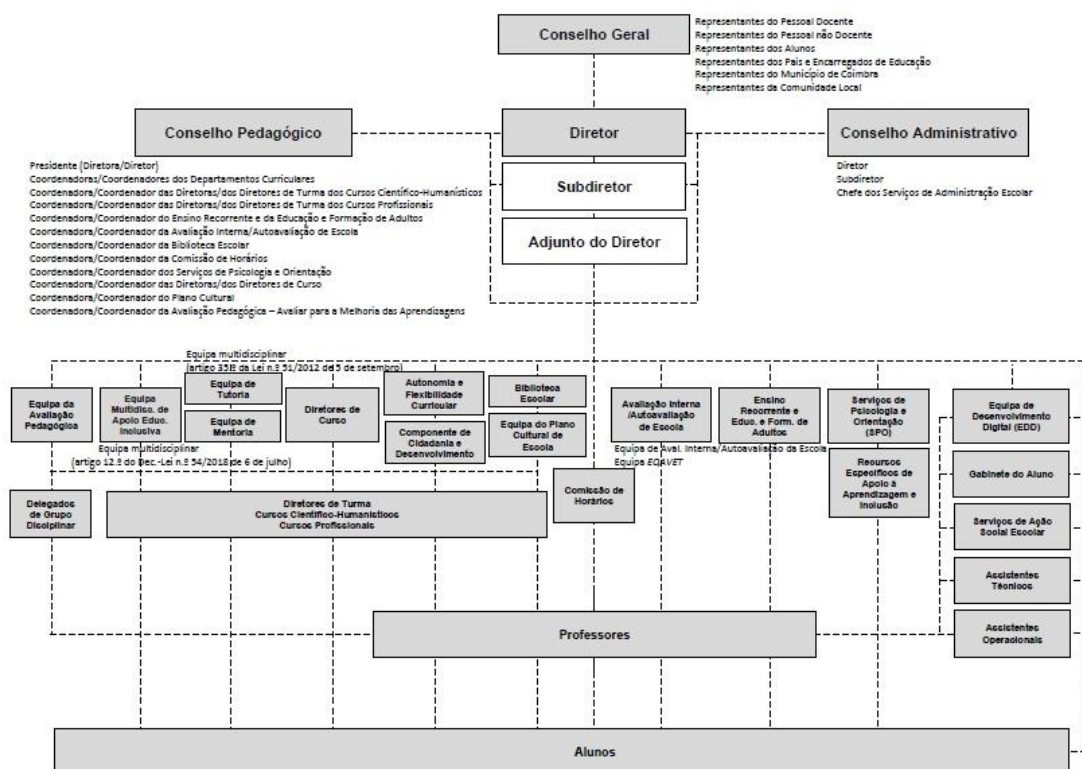 Conselho Geral
Representantes do Pessoal Docente
Representantes do Pessoal não Docente
Representantes dos Alunos
Representantes dos Pais e Encarregados de Educação
Representantes do Município de Coimbra
Representantes da Comunidade Local
Conselho Pedagógico
Diretor
Conselho Administrativo
Presidente (Diretora/Diretor)
Coordenadoras/Coordenadores dos Departamentos Curriculares
Coordenadora/Coordenador das Diretoras/dos Diretores de Turma dos Cursos Científico-Humanísticos
Coordenadora/Coordenador das Diretoras/dos Diretores de Turma dos Cursos Profissionais
Coordenadora/Coordenador do Ensino Recorrente e da Educação e Formação de Adultos
Coordenadora/Coordenador da Avaliação Interna/Autoavaliação de Escola
Coordenadora/Coordenador da Biblioteca Escolar
Coordenadora/Coordenador da Comissão de Horários
Coordenadora/Coordenador dos Serviços de Psicologia e Orientação
Coordenadora/Coordenador das Diretoras/dos Diretores de Curso
Coordenadora/Coordenador do Plano Cultural
Coordenadora/Coordenador da Avaliação Pedagógica – Avaliar para a Melhoria das Aprendizagens
Subdiretor
Adjunto do Diretor
Diretor
Subdiretor
Chefe dos Serviços de Administração Escolar
Equipa multidisciplinar
(artigo 35º da Lei n.º 51/2012 de 5 de setembro)
Equipa da
Avaliação
Pedagógica
Equipa
Multidisc. de
Apoio Educ.
Inclusiva
Equipa de
Tutoria
Equipa de
Mentoria
Diretores de
Curso
Autonomia e
Flexibilidade
Curricular
Componente de
Cidadania e
Desenvolvimento
Biblioteca
Escolar
Equipa do Plano
Cultural de
Escola
Avaliação Interna
/Autoavaliação
de Escola
Ensino
Recorrente e
Educ. e Form. de
Adultos
Serviços de
Psicologia e
Orientação
(SPO)
Equipa de
Desenvolvimento
Digital (EDD)
Equipa multidisciplinar
(artigo 12.º do Dec.-Lei n.º 54/2018 de 6 de julho)
Equipa de Aval. Interna/Autoavaliação da Escola
Equipa EQAVET
Delegados
de Grupo
Disciplinar
Diretores de Turma
Cursos Científico-Humanísticos
Cursos Profissionais
Comissão de
Horários
Recursos
Específicos de
Apoio à
Aprendizagem e
Inclusão
Gabinete do Aluno
Serviços de Ação
Social Escolar
Assistentes
Técnicos
Assistentes
Operacionais
Professores
Alunos